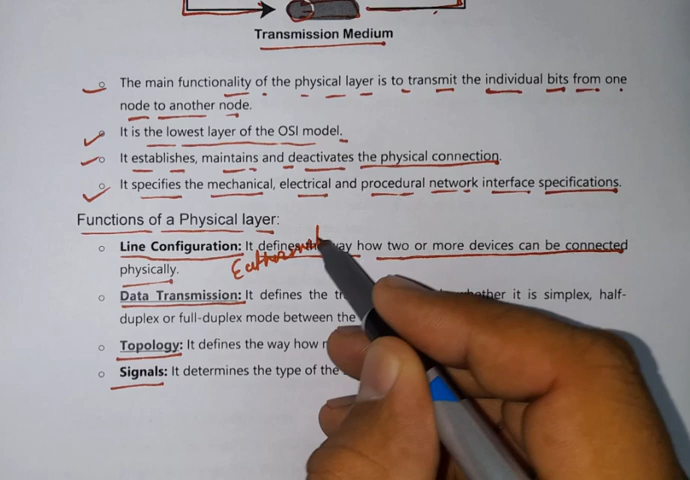 Transmission Medium
The main functionality of the physical layer is to transmit the individual bits from one
node to another node.
It is the lowest layer of the OSI model.
It establishes, maintains and deactivates the physical connection.
It specifies the mechanical, electrical and procedural network interface specifications.
Functions of a Physical layer:
Line Configuration: It defines the way how two or more devices can be connected
physically.
Data Transmission: It defines the whether it is simplex, half-
duplex or full-duplex mode between the
Topology: It defines the way how
Signals: It determines the type of the